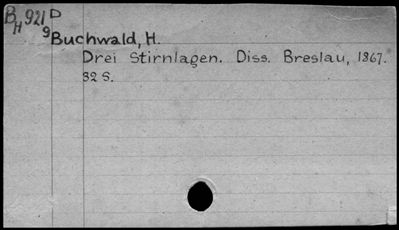 B H 921 D
9
Buchwald, H.
Drei Stirnlagen. Diss. Breslau, 1867.
32 S.